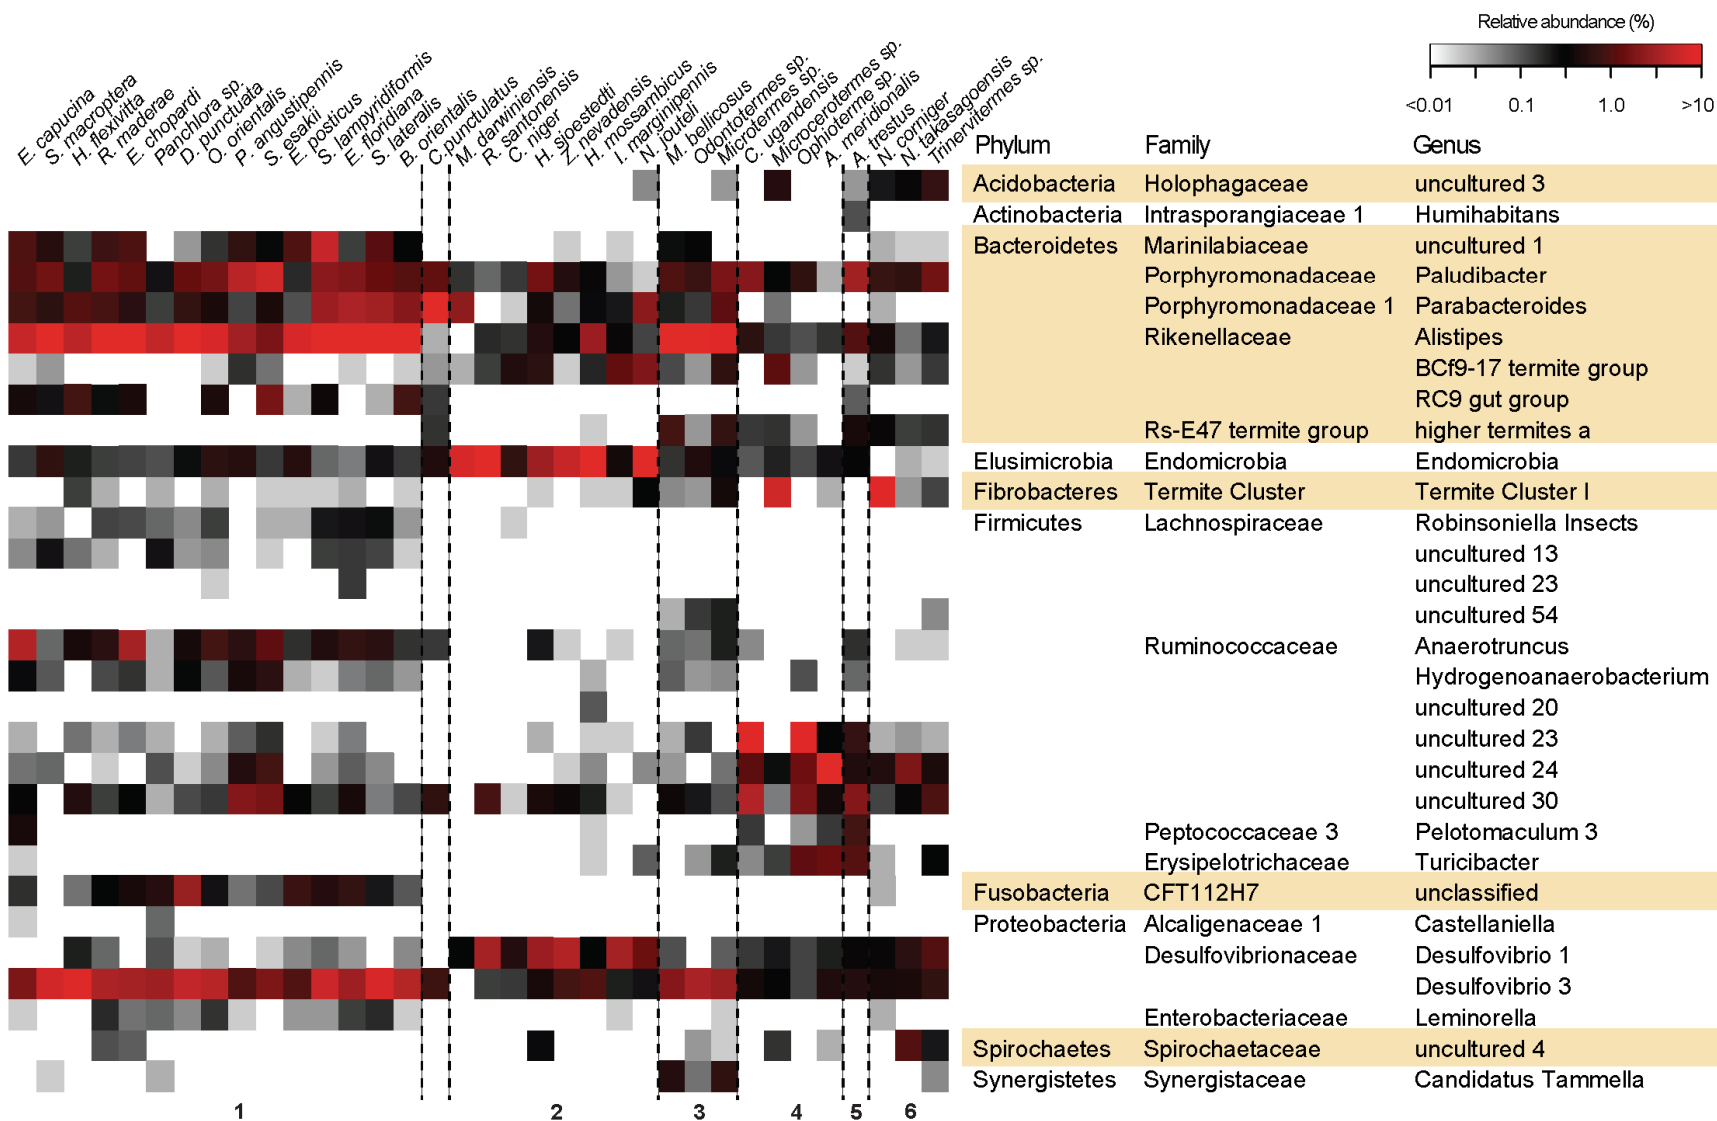 Relative abundance (%)
<0.01 0.1 1.0 >10
E. capucina
S. macroptera
H. flexivitta
R. maderae
E. chopardi
Panchlora sp.
D. punctuata
O. orientalis
P. angustipennis
S. esakii
E. posticus
S. lampyridiformis
E. floridiana
S. lateralis
B. orientalis
C. punctulatus
M. darwiniensis
R. santonensis
C. niger
H. sjoestedti
Z. nevadensis
H. mossambicus
I. marginipennis
N. jouteli
M. bellicosus
Odontotermes sp.
Microtermes sp.
C. ugandensis
Microcerotermes sp.
Ophioterme sp.
A. meridionalis
A. trestus
N. corniger
N. takasagoensis
Trinervitermes sp.
Phylum Family Genus
Acidobacteria Holophagaceae uncultured 3
Actinobacteria Intrasporangiaceae 1 Humihabitans
Bacteroidetes Marinilabiaceae uncultured 1
Porphyromonadaceae Paludibacter
Porphyromonadaceae 1 Parabacteroides
Rikenellaceae Alistipes
BCf9-17 termite group
RC9 gut group
Rs-E47 termite group higher termites a
Elusimicrobia Endomicrobia Endomicrobia
Fibrobacteres Termite Cluster Termite Cluster I
Firmicutes Lachnospiraceae Robinsoniella Insects
uncultured 13
uncultured 23
uncultured 54
Ruminococcaceae Anaerotruncus
Hydrogenoanaerobacterium
uncultured 20
uncultured 23
uncultured 24
uncultured 30
Peptococcaceae 3 Pelotomaculum 3
Erysipelotrichaceae Turicibacter
Fusobacteria CFT112H7 unclassified
Proteobacteria Alcaligenaceae 1 Castellaniella
Desulfovibrionaceae Desulfovibrio 1
Desulfovibrio 3
Enterobacteriaceae Leminorella
Spirochaetes Spirochaetaceae uncultured 4
Synergistetes Synergistaceae Candidatus Tammella
1 2 3 4 5 6